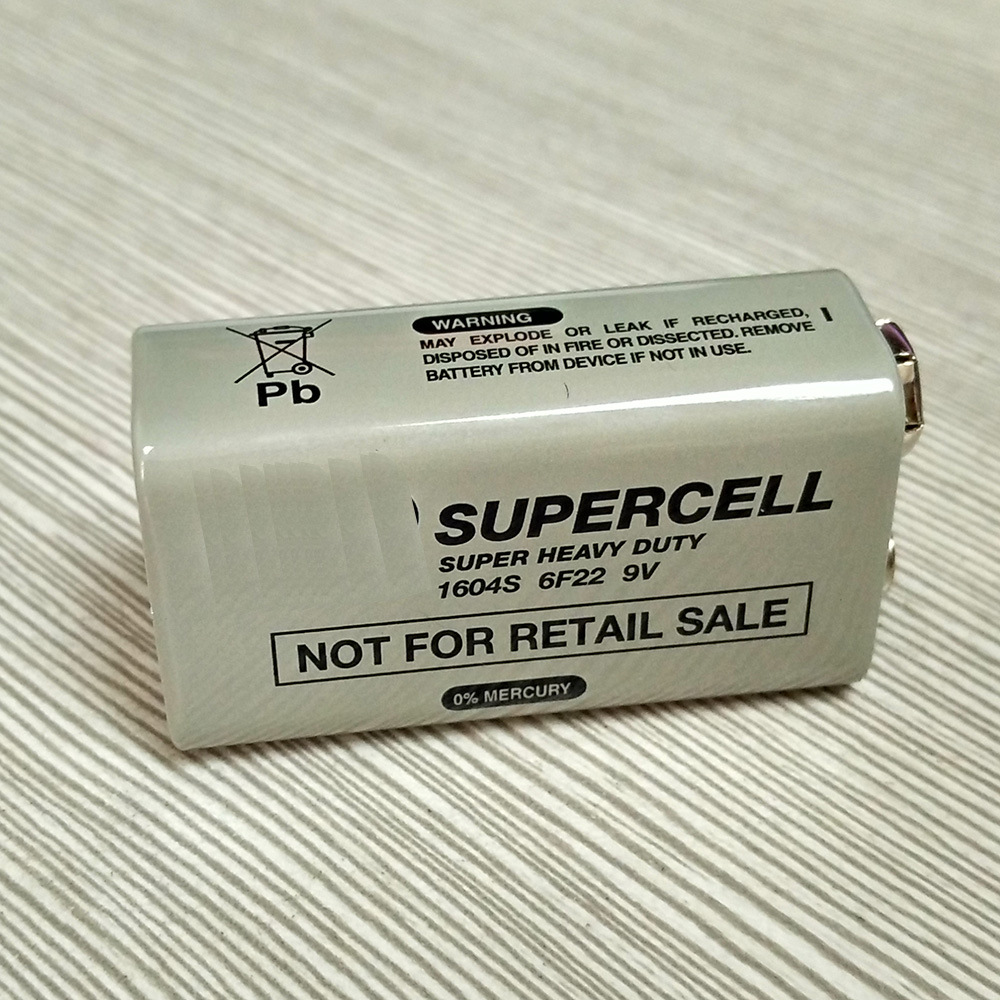 Pb
WARNING
MAY EXPLODE OR LEAK IF RECHARGED,
DISPOSED OF IN FIRE OR DISSECTED. REMOVE
BATTERY FROM DEVICE IF NOT IN USE.
SUPERCELL
SUPER HEAVY DUTY
1604S 6F22 9V
NOT FOR RETAIL SALE
0% MERCURY